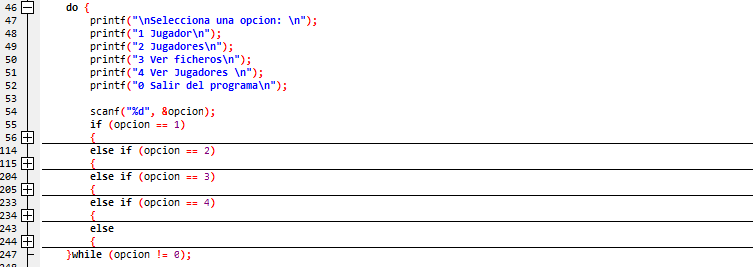 46 do {
47 printf("\nSelecciona una opcion: \n");
48 printf("1 Jugador\n");
49 printf("2 Jugadores\n");
50 printf("3 Ver ficheros\n");
51 printf("4 Ver Jugadores \n");
52 printf("0 Salir del programa\n");
53
54 scanf("%d", &opcion);
55 if (opcion == 1)
56 {
114 else if (opcion == 2)
115 {
204 else if (opcion == 3)
205 {
233 else if (opcion == 4)
234 {
243 else
244 {
247 }while (opcion != 0);